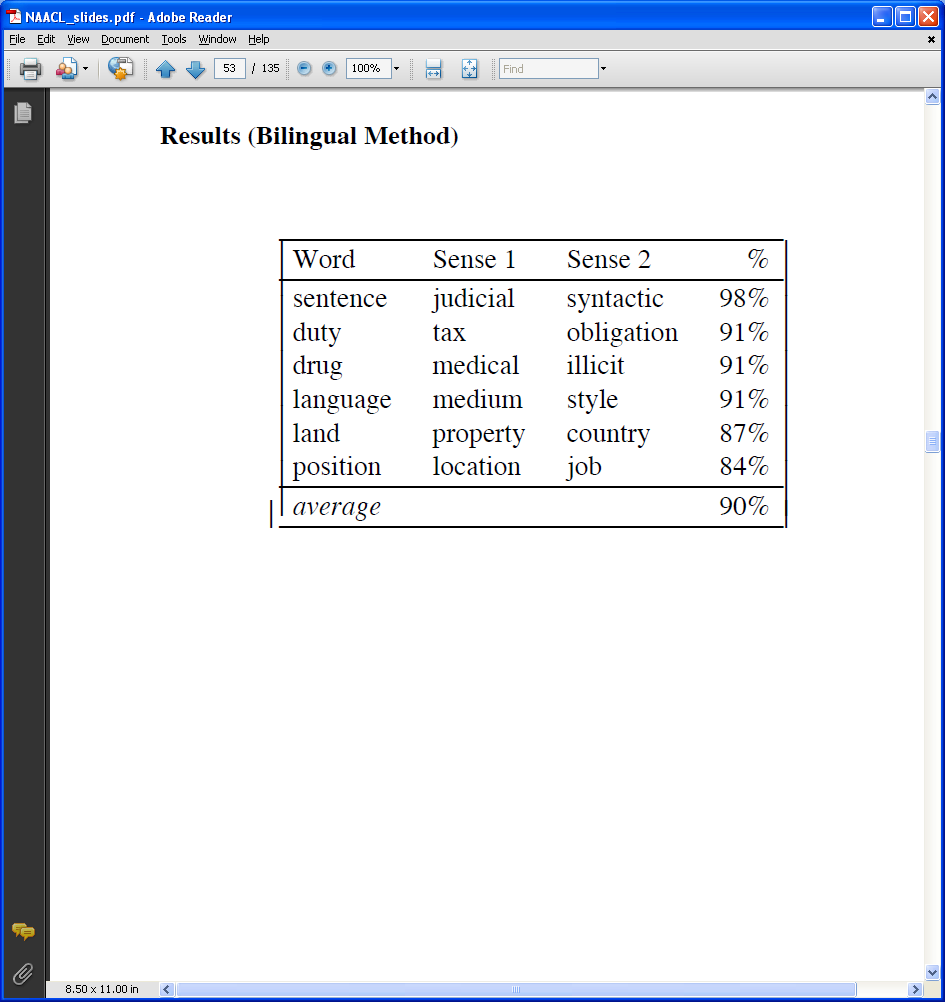 NAACL_slides.pdf - Adobe Reader
File Edit View Document Tools Window Help
53 / 135 100% Find
Results (Bilingual Method)
Word Sense 1 Sense 2 %
sentence judicial syntactic 98%
duty tax obligation 91%
drug medical illicit 91%
language medium style 91%
land property country 87%
position location job 84%
average 90%
8.50 x 11.00 in